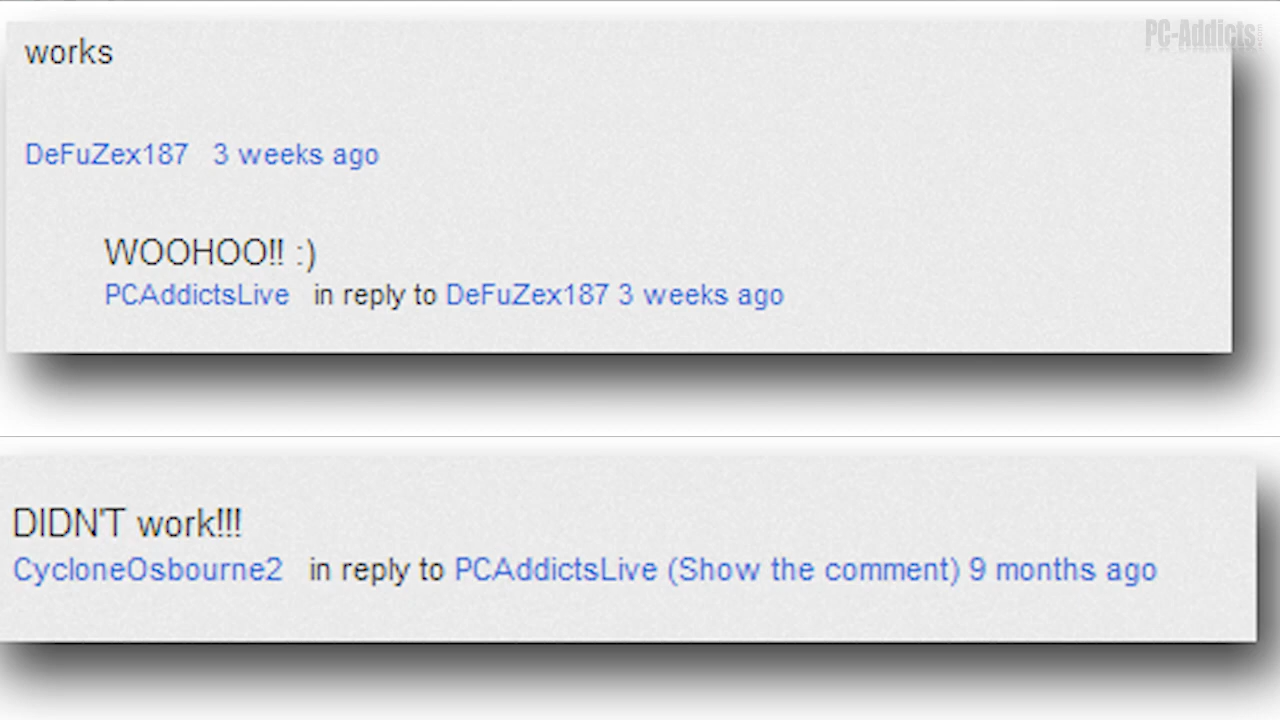 PC-Addicts.com
works
DeFuZex187 3 weeks ago
WOOHOO!! :)
PCAddictsLive in reply to DeFuZex187 3 weeks ago
DIDN'T work!!!
CycloneOsbourne2 in reply to PCAddictsLive (Show the comment) 9 months ago